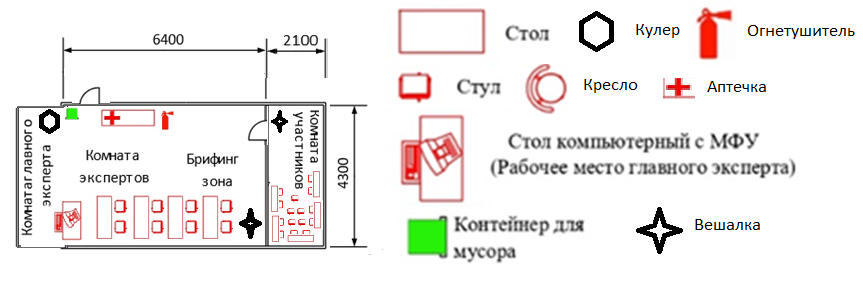 6400
2100
4300
Комната главного
эксперта
Комната
экспертов
Брифинг
зона
Комната
участников
Стол
Кулер
Огнетушитель
Стул
Кресло
Аптечка
Стол компьютерный с МФУ
(Рабочее место главного эксперта)
Контейнер для
мусора
Вешалка